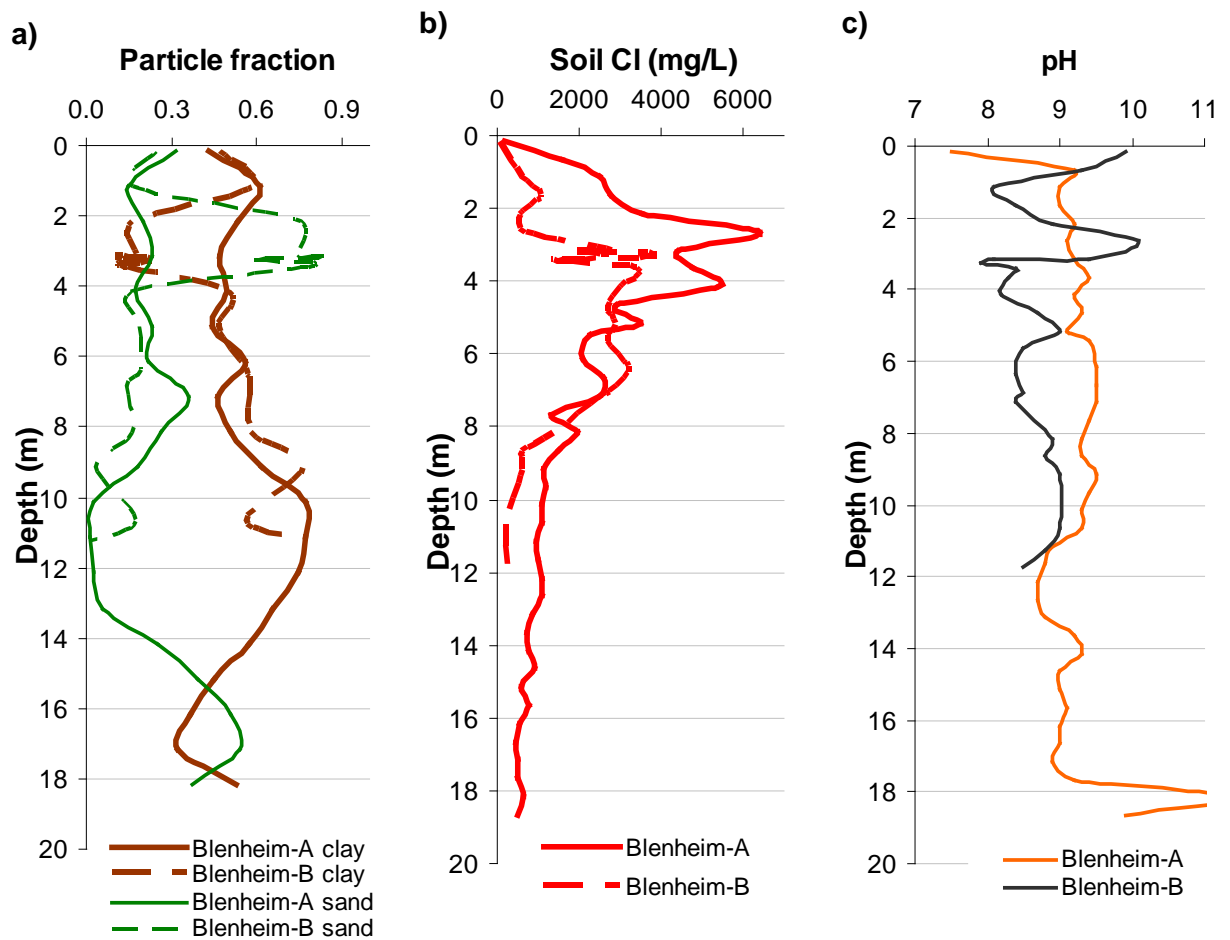 a)
Particle fraction
0.0 0.3 0.6 0.9
0
2
4
6
8
10
12
14
16
18
20
Depth (m)
Blenheim-A clay
Blenheim-B clay
Blenheim-A sand
Blenheim-B sand
b)
Soil Cl (mg/L)
0 2000 4000 6000
0
2
4
6
8
10
12
14
16
18
20
Depth (m)
Blenheim-A
Blenheim-B
c)
pH
7 8 9 10 11
0
2
4
6
8
10
12
14
16
18
20
Depth (m)
Blenheim-A
Blenheim-B